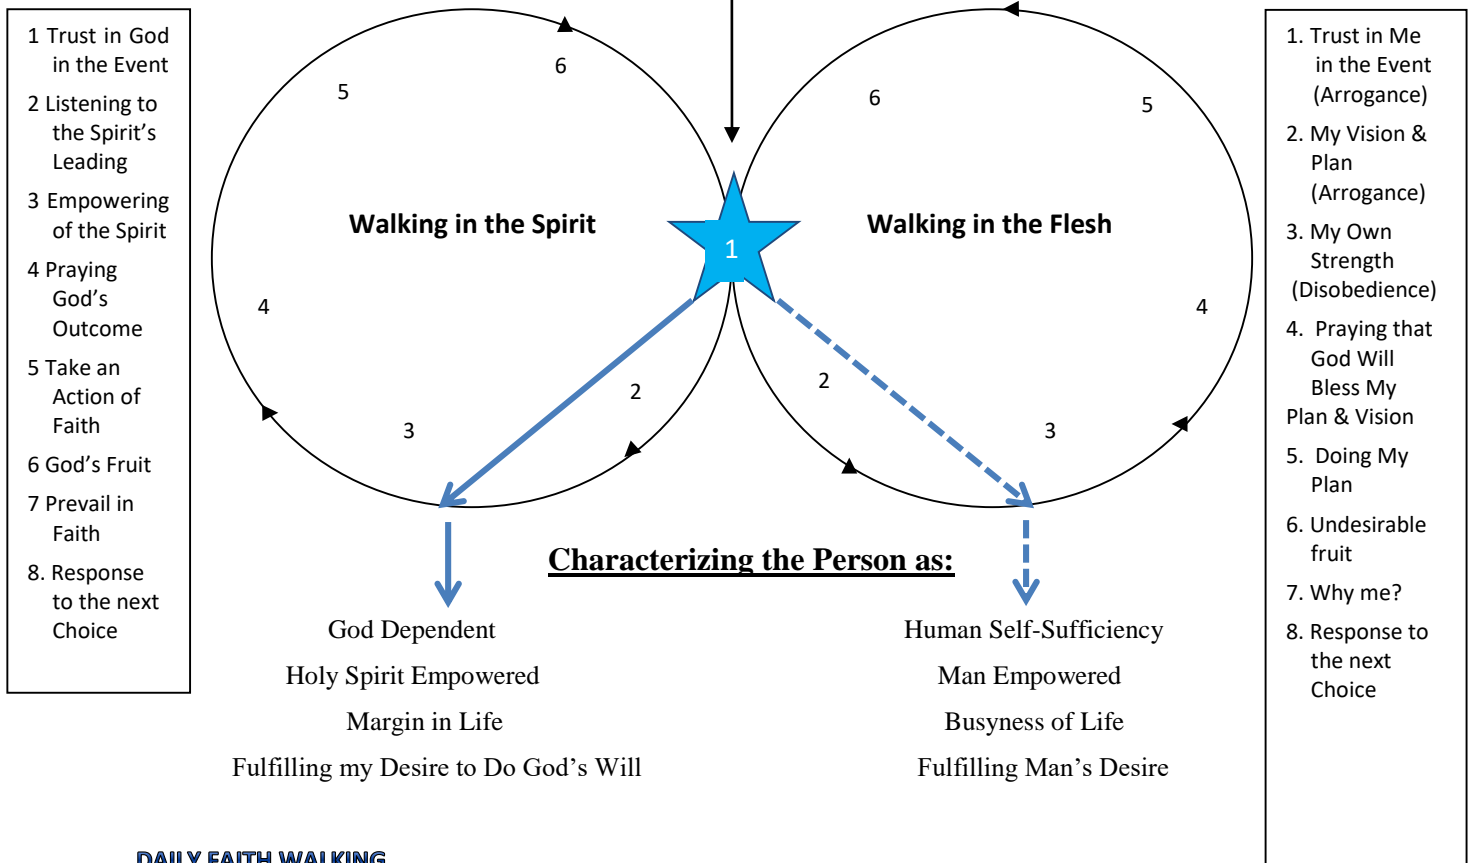 1 Trust in God
in the Event
2 Listening to
the Spirit’s
Leading
3 Empowering
of the Spirit
4 Praying
God’s
Outcome
5 Take an
Action of
Faith
6 God’s Fruit
7 Prevail in
Faith
8. Response
to the next
Choice
6
5
4
3
2
Walking in the Spirit
1
Walking in the Flesh
6
5
4
3
2
1. Trust in Me
in the Event
(Arrogance)
2. My Vision &
Plan
(Arrogance)
3. My Own
Strength
(Disobedience)
4. Praying that
God Will
Bless My
Plan & Vision
5. Doing My
Plan
6. Undesirable
fruit
7. Why me?
8. Response to
the next
Choice
Characterizing the Person as:
God Dependent
Holy Spirit Empowered
Margin in Life
Fulfilling my Desire to Do God’s Will
Human Self-Sufficiency
Man Empowered
Busyness of Life
Fulfilling Man’s Desire
DAILY FAITH WALKING